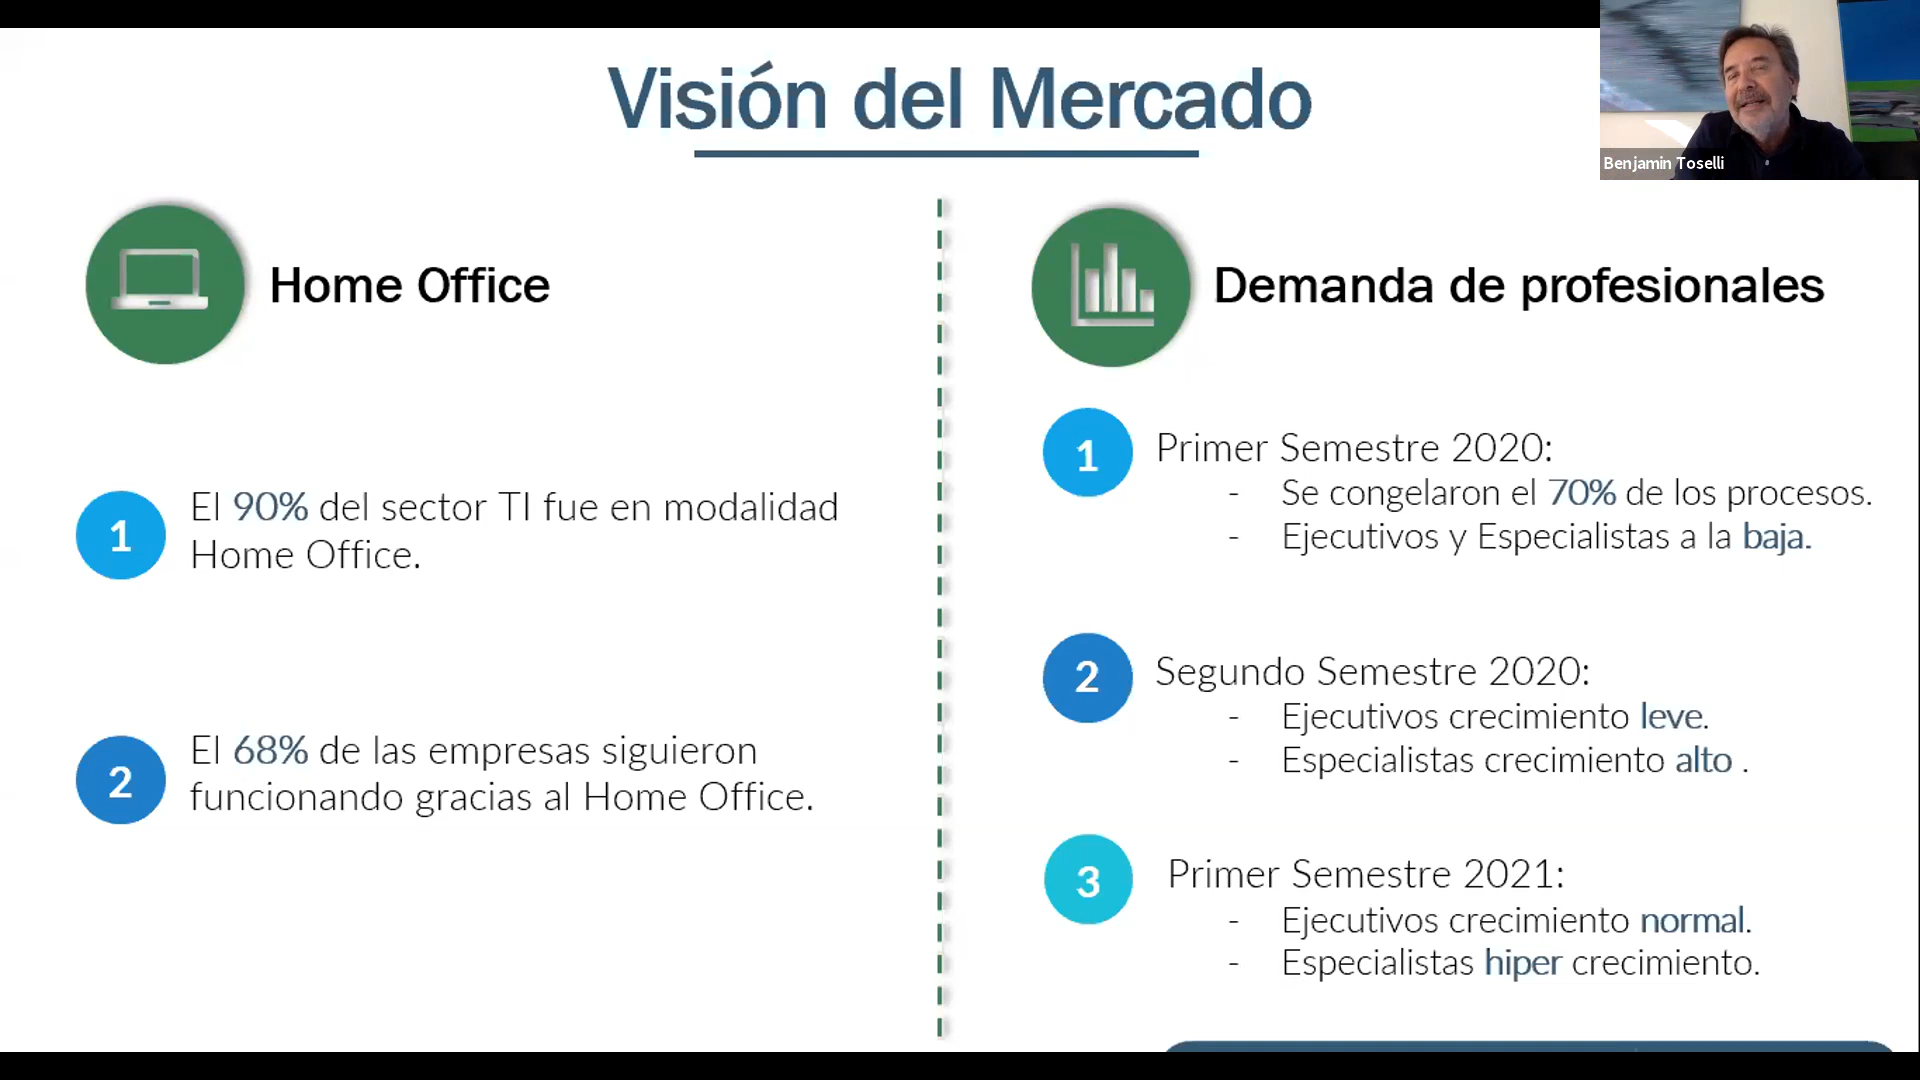 Visión del Mercado
Benjamin Toselli
Home Office
1
El 90% del sector TI fue en modalidad
Home Office.
2
El 68% de las empresas siguieron
funcionando gracias al Home Office.
Demanda de profesionales
1
Primer Semestre 2020:
- Se congelaron el 70% de los procesos.
- Ejecutivos y Especialistas a la baja.
2
Segundo Semestre 2020:
- Ejecutivos crecimiento leve.
- Especialistas crecimiento alto .
3
Primer Semestre 2021:
- Ejecutivos crecimiento normal.
- Especialistas hiper crecimiento.